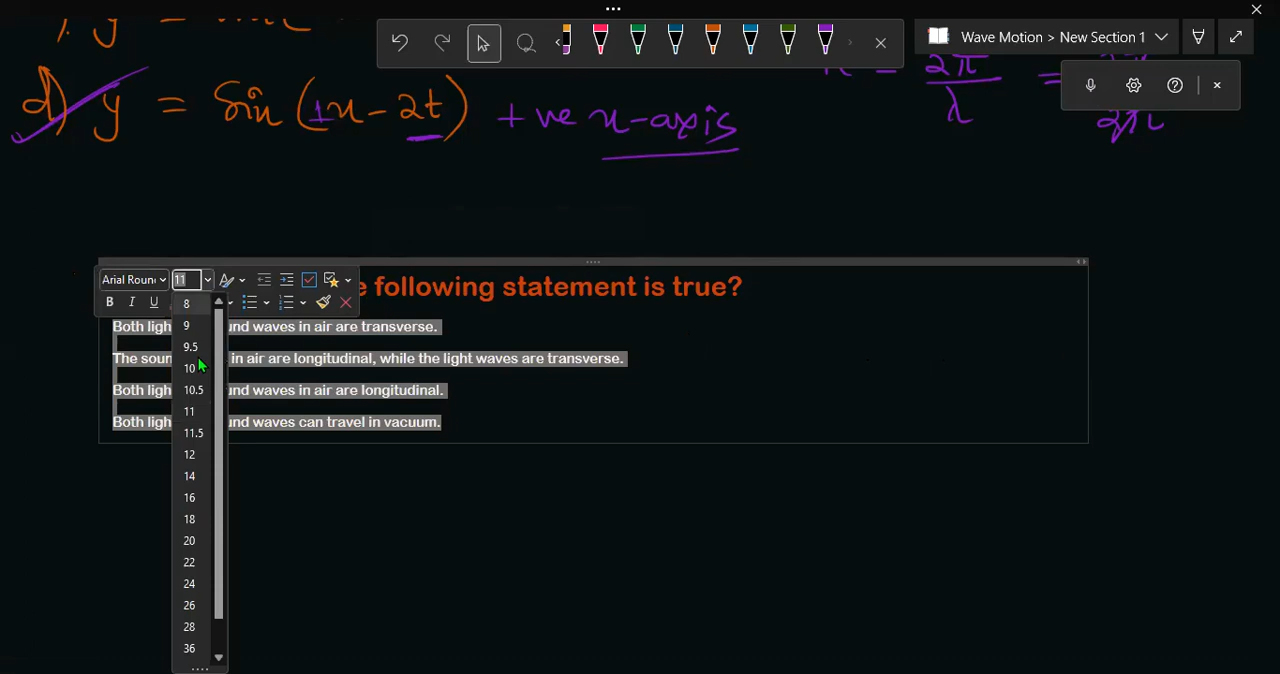 y =
Wave Motion > New Section 1
d) y = Sin (1x - 2t) +ve x-axis
2π
λ
=
2π
Arial Roun
11
e following statement is true?
B I U
8
9
9.5
10
10.5
11
11.5
12
14
16
18
20
22
24
26
28
36
Both ligh und waves in air are transverse.
The soun in air are longitudinal, while the light waves are transverse.
Both ligh und waves in air are longitudinal.
Both ligh und waves can travel in vacuum.